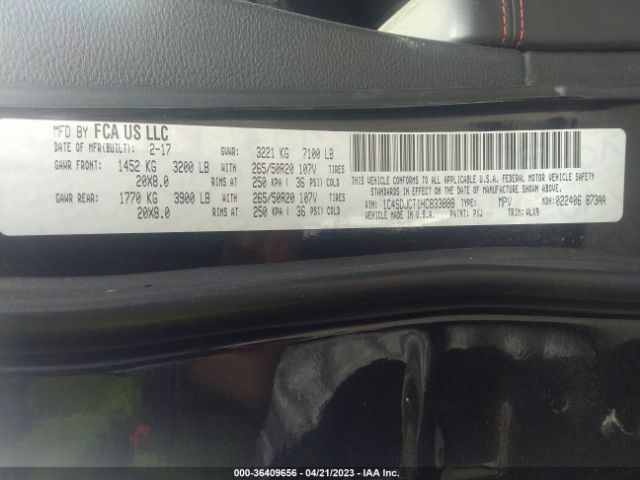 MFD BY FCA US LLC
DATE OF MFR(BUILT): 2-17 GVWR: 3221 KG 7100 LB
GAWR FRONT: 1452 KG 3200 LB WITH 265/50R20 107V TIRES
20X8.0 RIMS AT 250 KPA ( 36 PSI) COLD
GAWR REAR: 1770 KG 3900 LB WITH 265/50R20 107V TIRES
20X8.0 RIMS AT 250 KPA ( 36 PSI) COLD
THIS VEHICLE CONFORMS TO ALL APPLICABLE U.S.A. FEDERAL MOTOR VEHICLE SAFETY
STANDARDS IN EFFECT ON THE DATE OF MANUFACTURE SHOWN ABOVE.
VIN: 1C4SDJCT1HC833888 TYPE: MPV MDH: 022406 873AA
VEHICLE MADE IN U.S.A. PAINT: TRIM:
000-36409656 - 04/21/2023 - IAA Inc.